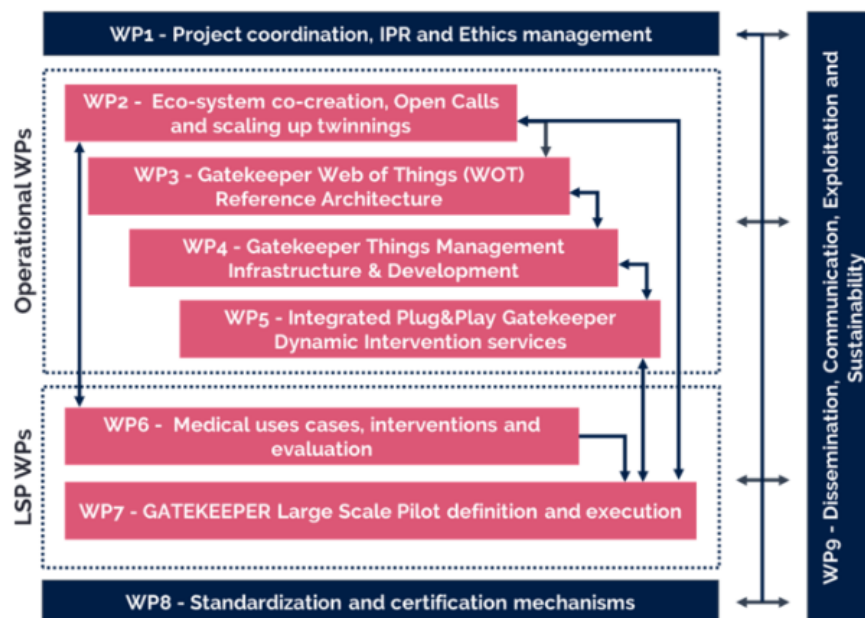 WP1 - Project coordination, IPR and Ethics management
Operational WPs
WP2 - Eco-system co-creation, Open Calls
and scaling up twinnings
WP3 - Gatekeeper Web of Things (WOT)
Reference Architecture
WP4 - Gatekeeper Things Management
Infrastructure & Development
WP5 - Integrated Plug&Play Gatekeeper
Dynamic Intervention services
LSP WPs
WP6 - Medical uses cases, interventions and
evaluation
WP7 - GATEKEEPER Large Scale Pilot definition and execution
WP8 - Standardization and certification mechanisms
WP9 - Dissemination, Communication, Exploitation and
Sustainability